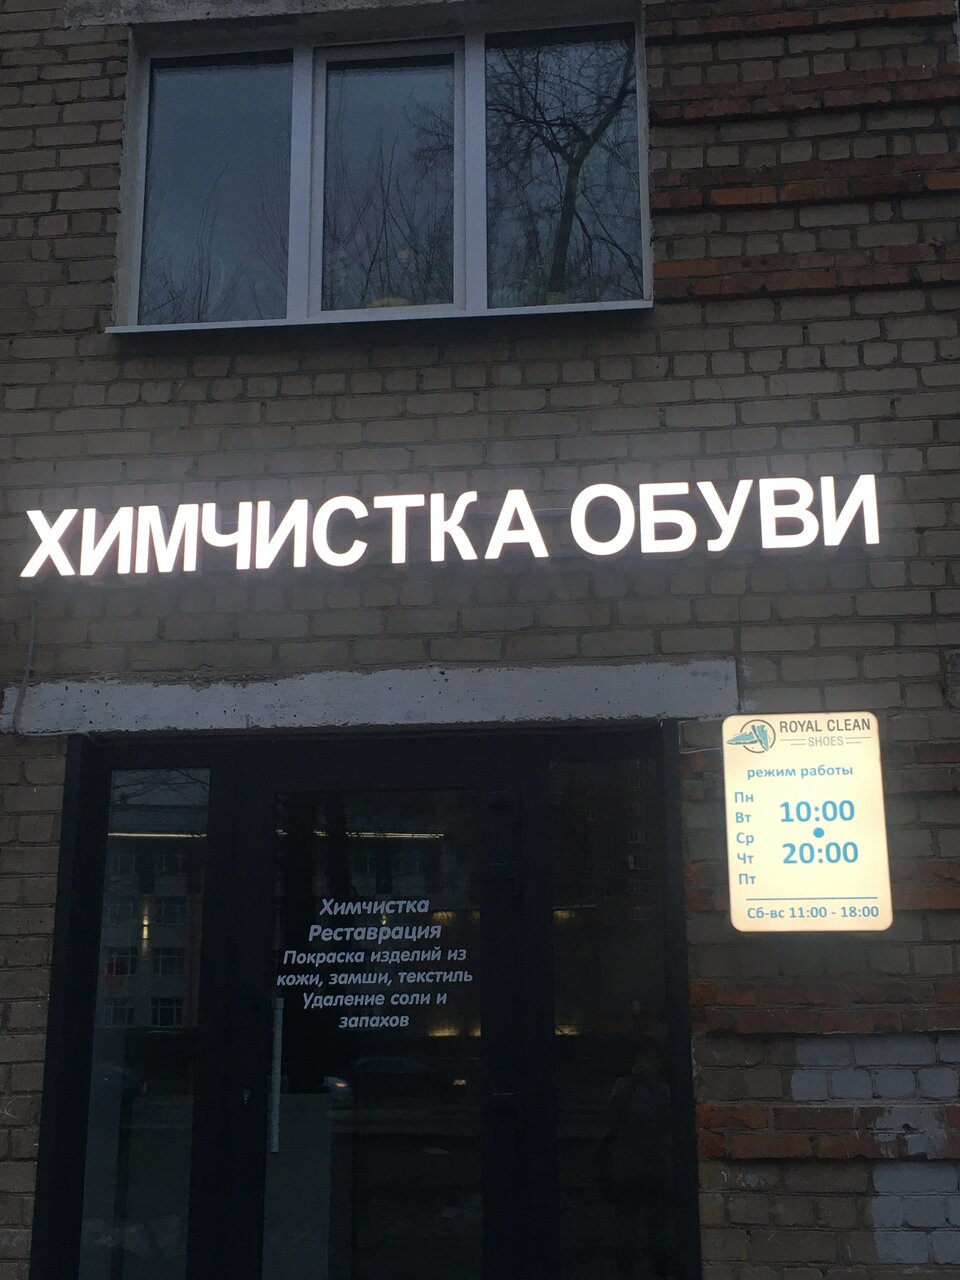 ХИМЧИСТКА ОБУВИ
ROYAL CLEAN
SHOES
режим работы
Пн
Вт
Ср
Чт
Пт
10:00
20:00
Сб-вс 11:00 - 18:00
Химчистка
Реставрация
Покраска изделий из
кожи, замши, текстиль
Удаление соли и
запахов